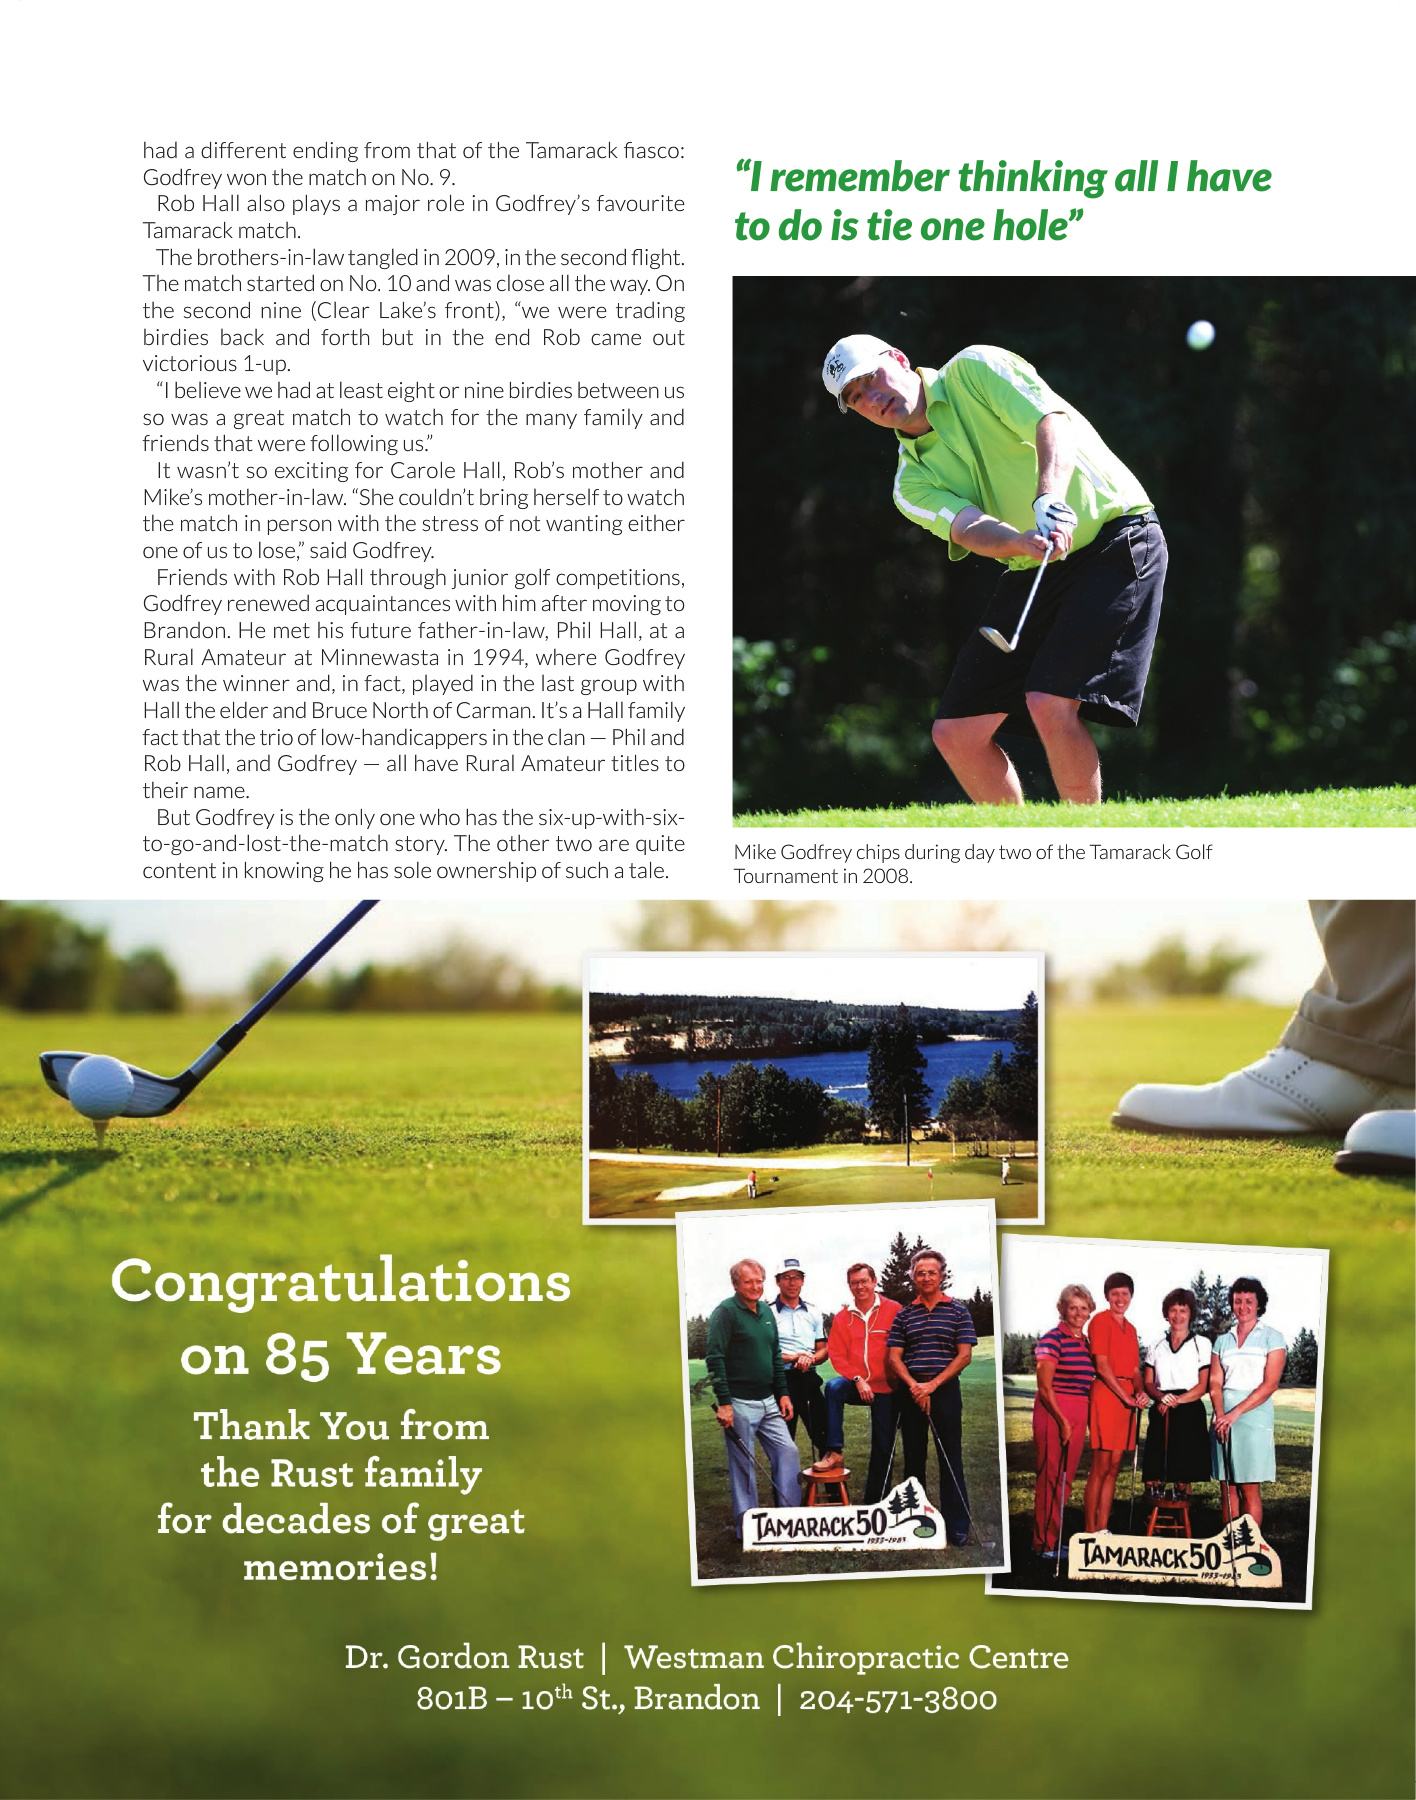 had a different ending from that of the Tamarack fiasco:
Godfrey won the match on No. 9.
Rob Hall also plays a major role in Godfrey’s favourite
Tamarack match.
The brothers-in-law tangled in 2009, in the second flight.
The match started on No. 10 and was close all the way. On
the second nine (Clear Lake’s front), “we were trading
birdies back and forth but in the end Rob came out
victorious 1-up.
“I believe we had at least eight or nine birdies between us
so was a great match to watch for the many family and
friends that were following us.”
It wasn’t so exciting for Carole Hall, Rob’s mother and
Mike’s mother-in-law. “She couldn’t bring herself to watch
the match in person with the stress of not wanting either
one of us to lose,” said Godfrey.
Friends with Rob Hall through junior golf competitions,
Godfrey renewed acquaintances with him after moving to
Brandon. He met his future father-in-law, Phil Hall, at a
Rural Amateur at Minnewasta in 1994, where Godfrey
was the winner and, in fact, played in the last group with
Hall the elder and Bruce North of Carman. It’s a Hall family
fact that the trio of low-handicappers in the clan — Phil and
Rob Hall, and Godfrey — all have Rural Amateur titles to
their name.
But Godfrey is the only one who has the six-up-with-six-
to-go-and-lost-the-match story. The other two are quite
content in knowing he has sole ownership of such a tale.
“I remember thinking all I have
to do is tie one hole”
Mike Godfrey chips during day two of the Tamarack Golf
Tournament in 2008.
Congratulations
on 85 Years
Thank You from
the Rust family
for decades of great
memories!
TAMARACK 50
1933-1983
TAMARACK 50
1933-1983
Dr. Gordon Rust | Westman Chiropractic Centre
801B – 10th St., Brandon | 204-571-3800